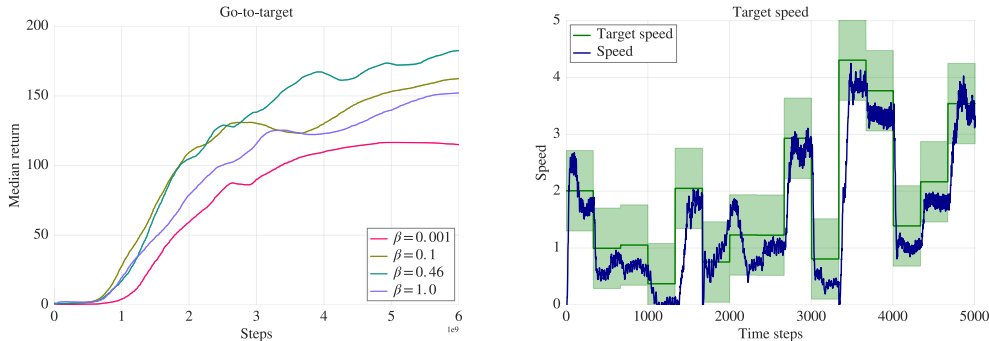 Go-to-target
200
150
100
50
0
Median return
0 1 2 3 4 5 6
1e9
Steps
β=0.001
β=0.1
β=0.46
β=1.0
Target speed
5
4
3
2
1
0
Speed
Target speed
Speed
0 1000 2000 3000 4000 5000
Time steps